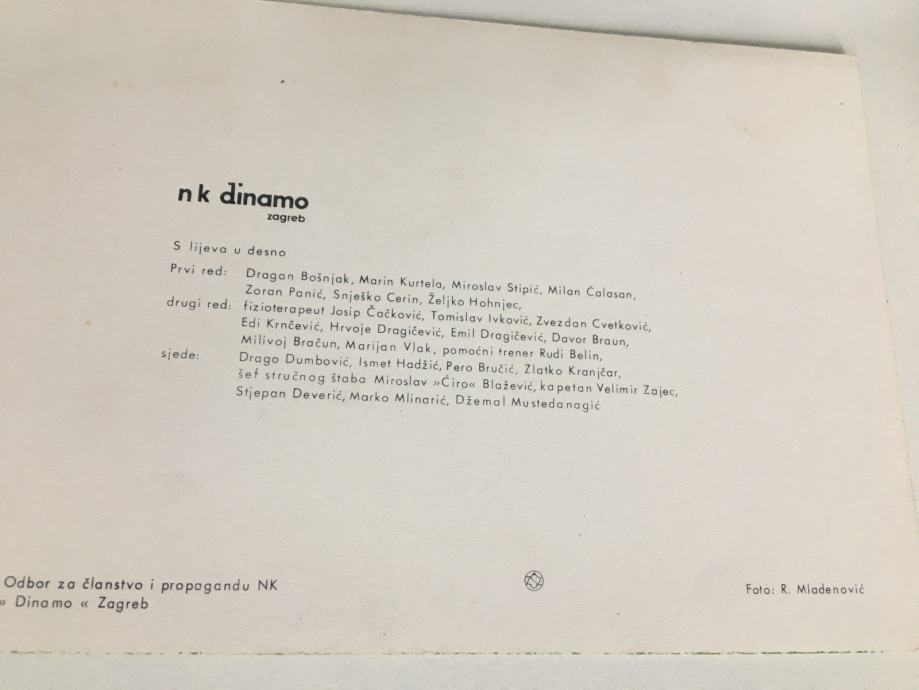 nk dinamo
zagreb
S lijeva u desno
Prvi red: Dragan Bošnjak, Marin Kurtela, Miroslav Stipić, Milan Ćalasan,
Zoran Panić, Snješko Cerin, Željko Hohnjec,
drugi red: fizioterapeut Josip Čačković, Tomislav Ivković, Zvezdan Cvetković,
Edi Krnčević, Hrvoje Dragičević, Emil Dragičević, Davor Braun,
Milivoj Bračun, Marijan Vlak, pomoćni trener Rudi Belin,
sjede: Drago Dumbović, Ismet Hadžić, Pero Bručić, Zlatko Kranjčar,
šef stručnog štaba Miroslav »Ćiro« Blažević, kapetan Velimir Zajec,
Stjepan Deverić, Marko Mlinarić, Džemal Mustedanagić
Odbor za članstvo i propagandu NK
» Dinamo « Zagreb
Foto: R. Mladenović